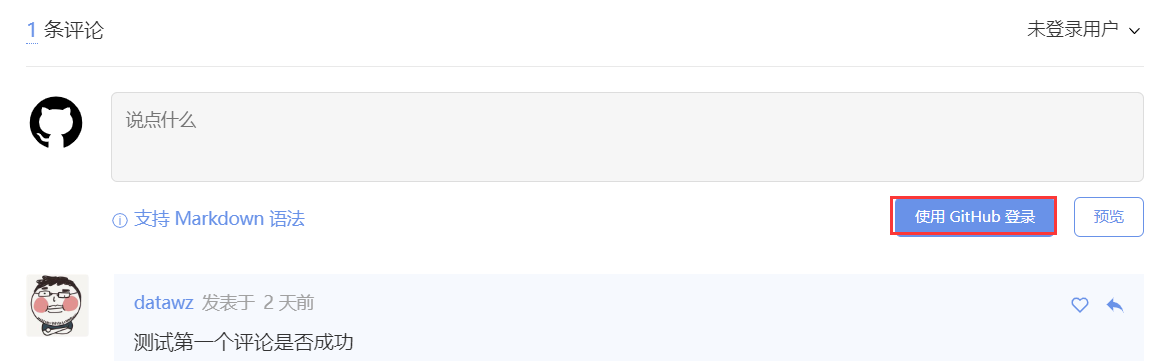 1 条评论
未登录用户
说点什么
支持 Markdown 语法
使用 GitHub 登录
预览
datawz 发表于 2 天前
测试第一个评论是否成功